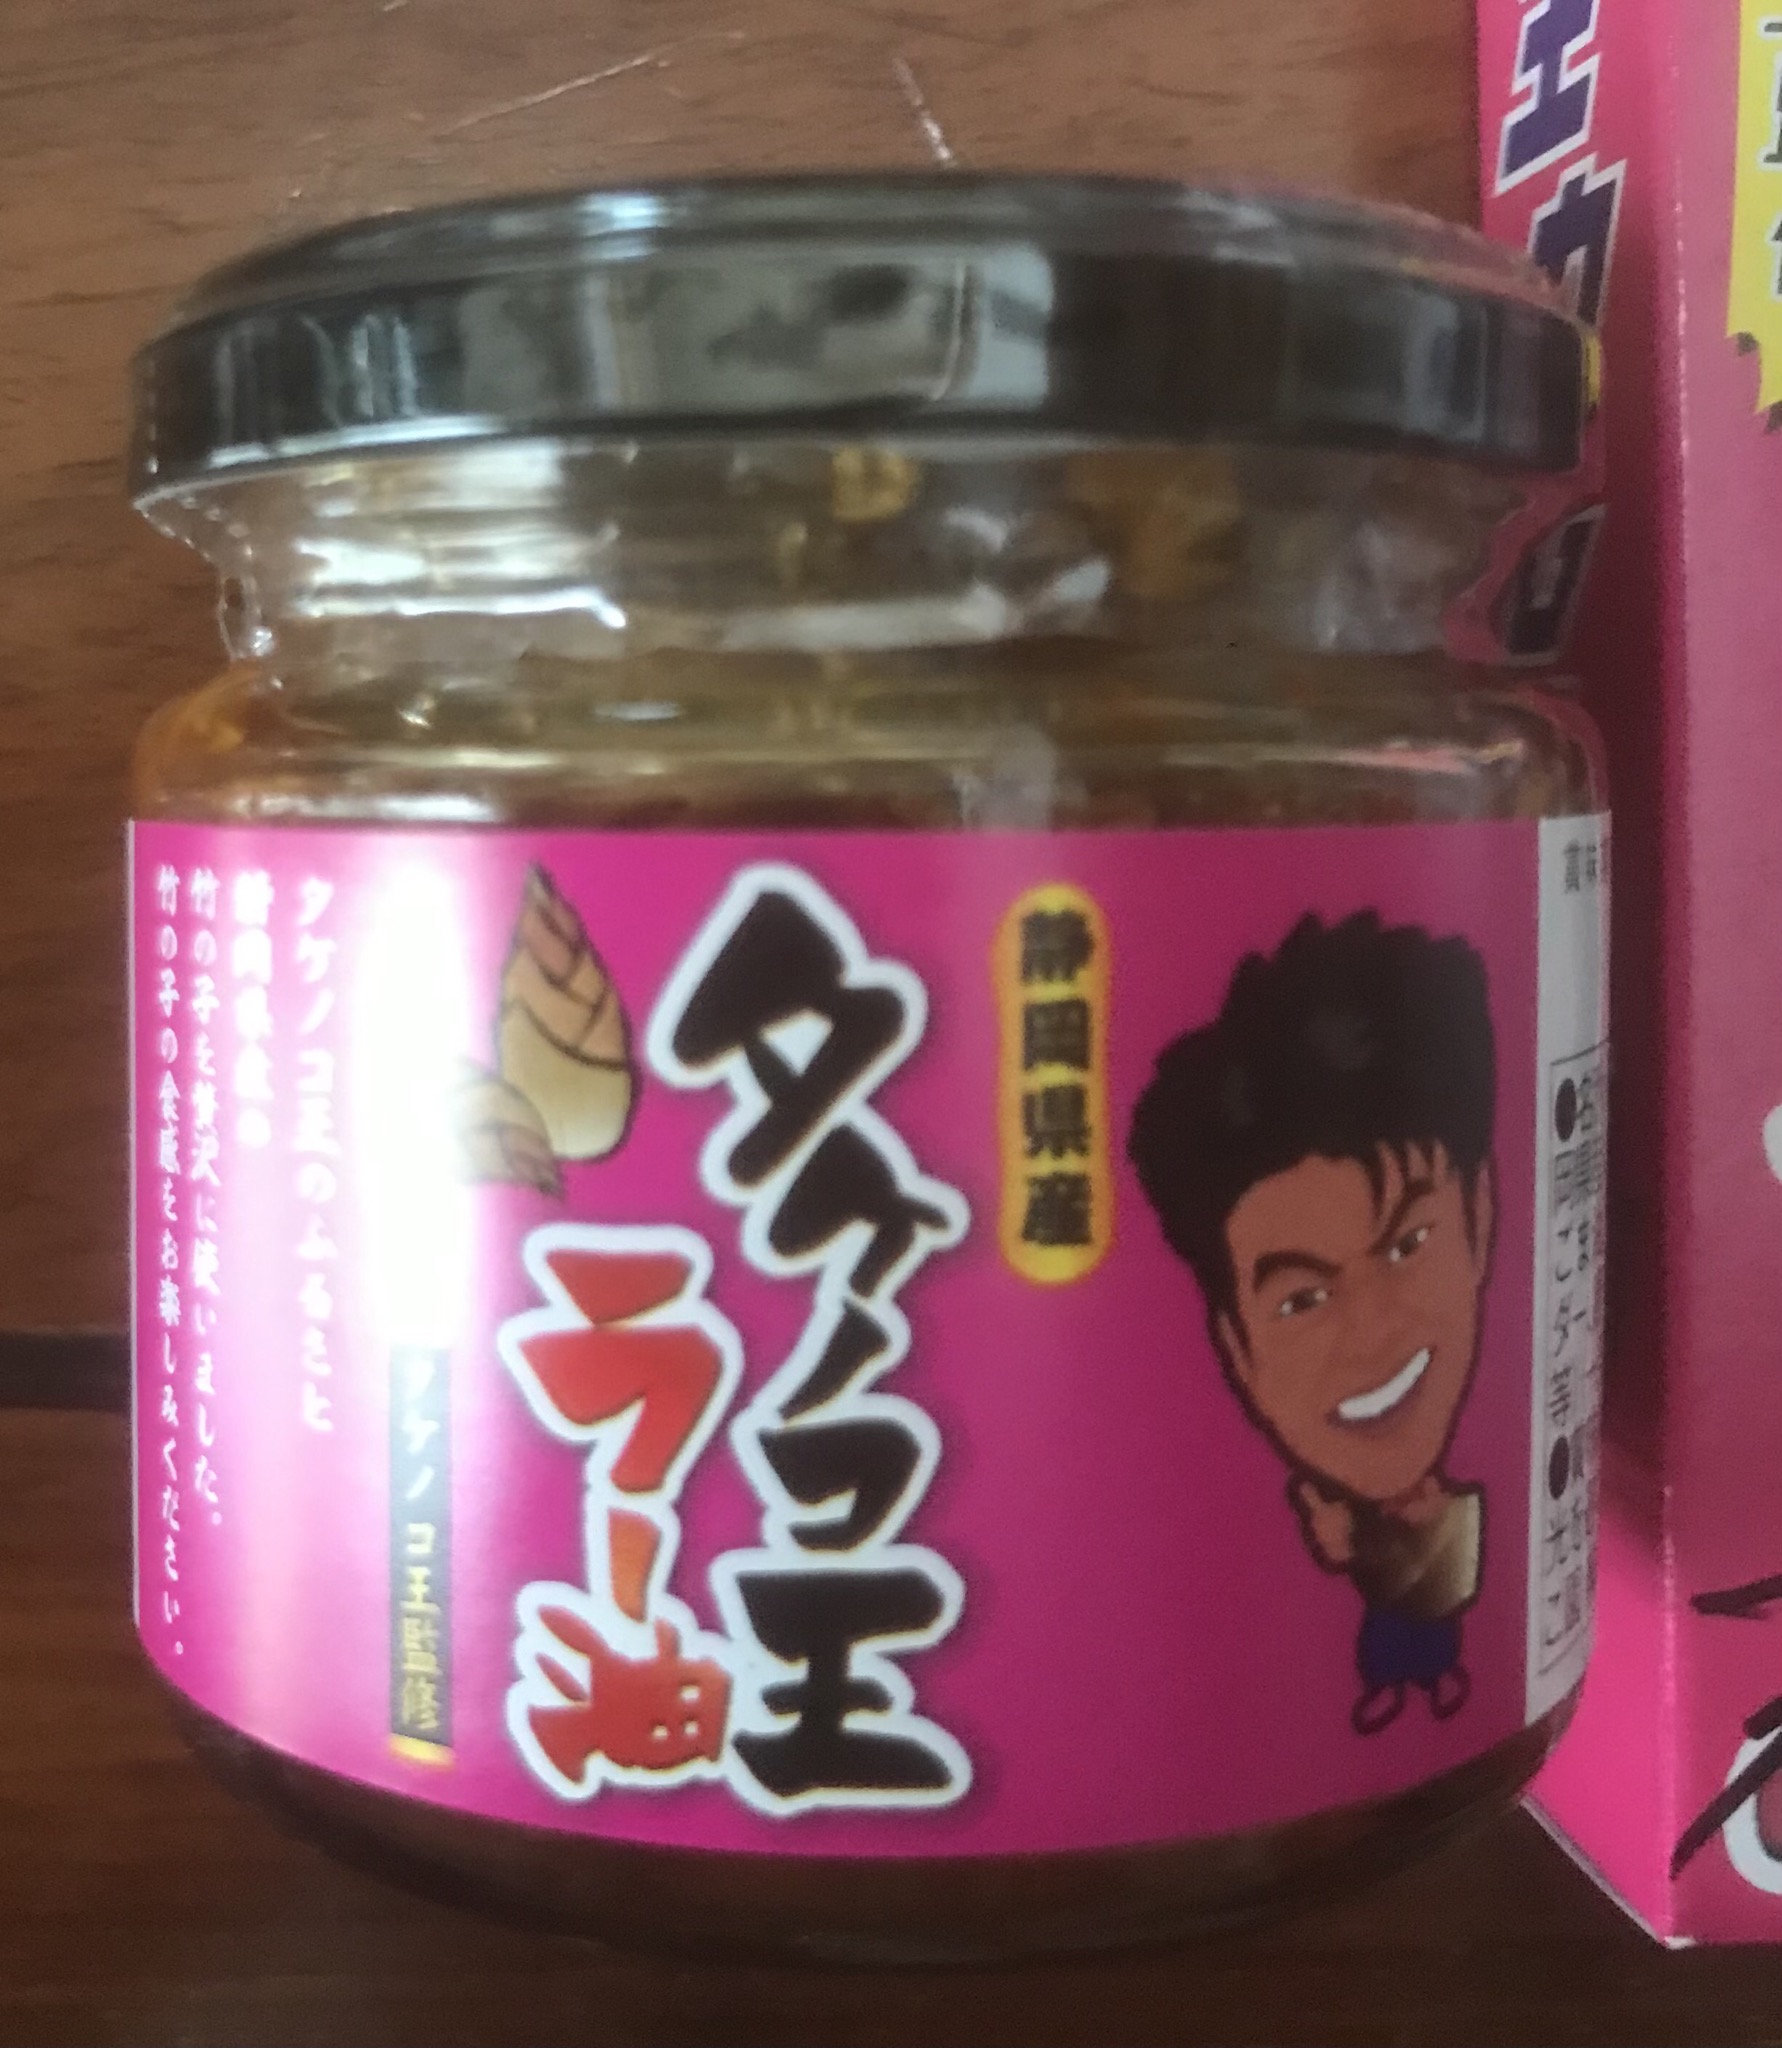 静岡県産
タケノコ王
ラー油
タケノコ王監修
タケノコ王のふるさと
静岡県産の
竹の子を贅沢に使いました。
竹の子の食感をお楽しみください。
賞味